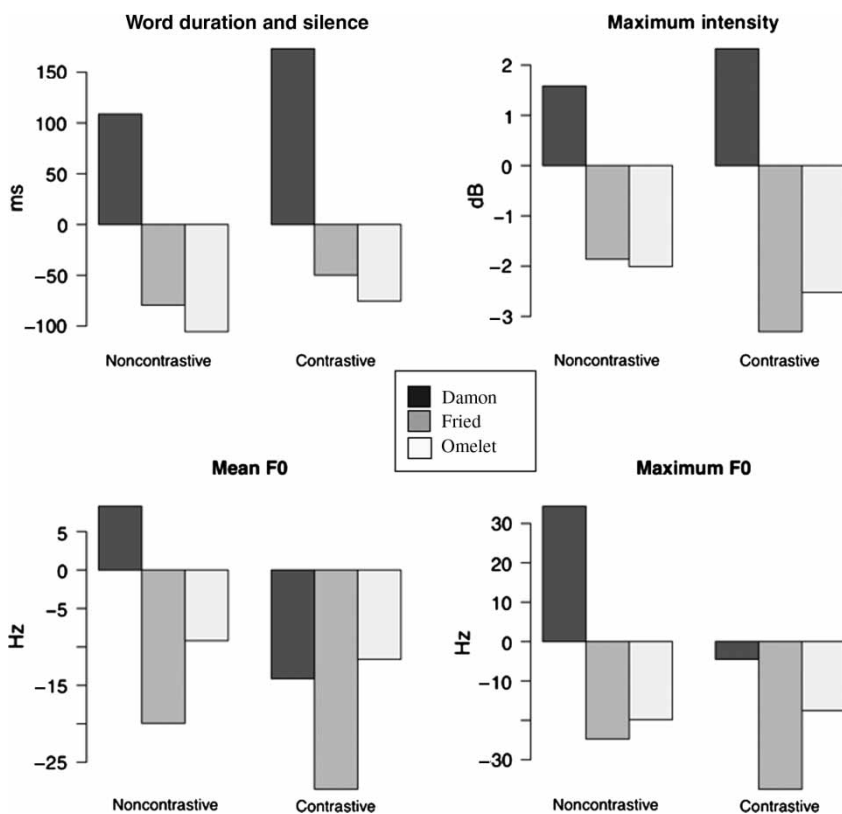 Word duration and silence
150
100
50
0
−50
−100
ms
Noncontrastive
Contrastive
Maximum intensity
2
1
0
−1
−2
−3
dB
Noncontrastive
Contrastive
Damon
Fried
Omelet
Mean F0
5
0
−5
−15
−25
Hz
Noncontrastive
Contrastive
Maximum F0
30
20
10
0
−10
−30
Hz
Noncontrastive
Contrastive